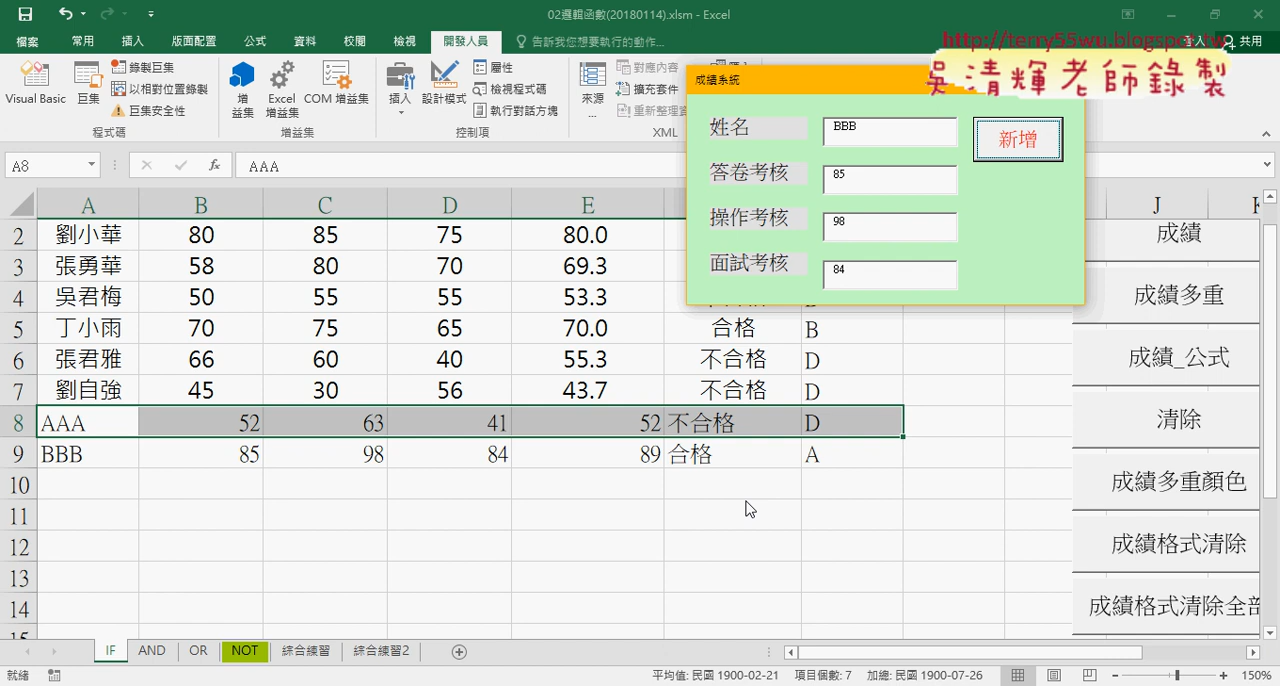 02邏輯函數(20180114).xlsm - Excel
檔案 常用 插入 版面配置 公式 資料 校閱 檢視 開發人員 告訴我您想要執行的動作... 登入 共用
http://terry55wu.blogspot.tw
吳清輝老師錄製
Visual Basic
巨集
錄製巨集
以相對位置錄製
巨集安全性
程式碼
增益集
Excel 增益集
COM 增益集
增益集
插入
設計模式
屬性
檢視程式碼
執行對話方塊
控制項
來源...
對應內容
擴充套件
重新整理資
XML
成績系統
姓名 BBB 新增
答卷考核 85
操作考核 98
面試考核 84
A8 fx AAA
A B C D E J
2 劉小華 80 85 75 80.0
3 張勇華 58 80 70 69.3
4 吳君梅 50 55 55 53.3
5 丁小雨 70 75 65 70.0 合格 B
6 張君雅 66 60 40 55.3 不合格 D
7 劉自強 45 30 56 43.7 不合格 D
8 AAA 52 63 41 52 不合格 D
9 BBB 85 98 84 89 合格 A
10
11
12
13
14
15
成績
成績多重
成績_公式
清除
成績多重顏色
成績格式清除
成績格式清除全部
IF AND OR NOT 綜合練習 綜合練習2
就緒 平均值: 民國 1900-02-21 項目個數: 7 加總: 民國 1900-07-26 150%